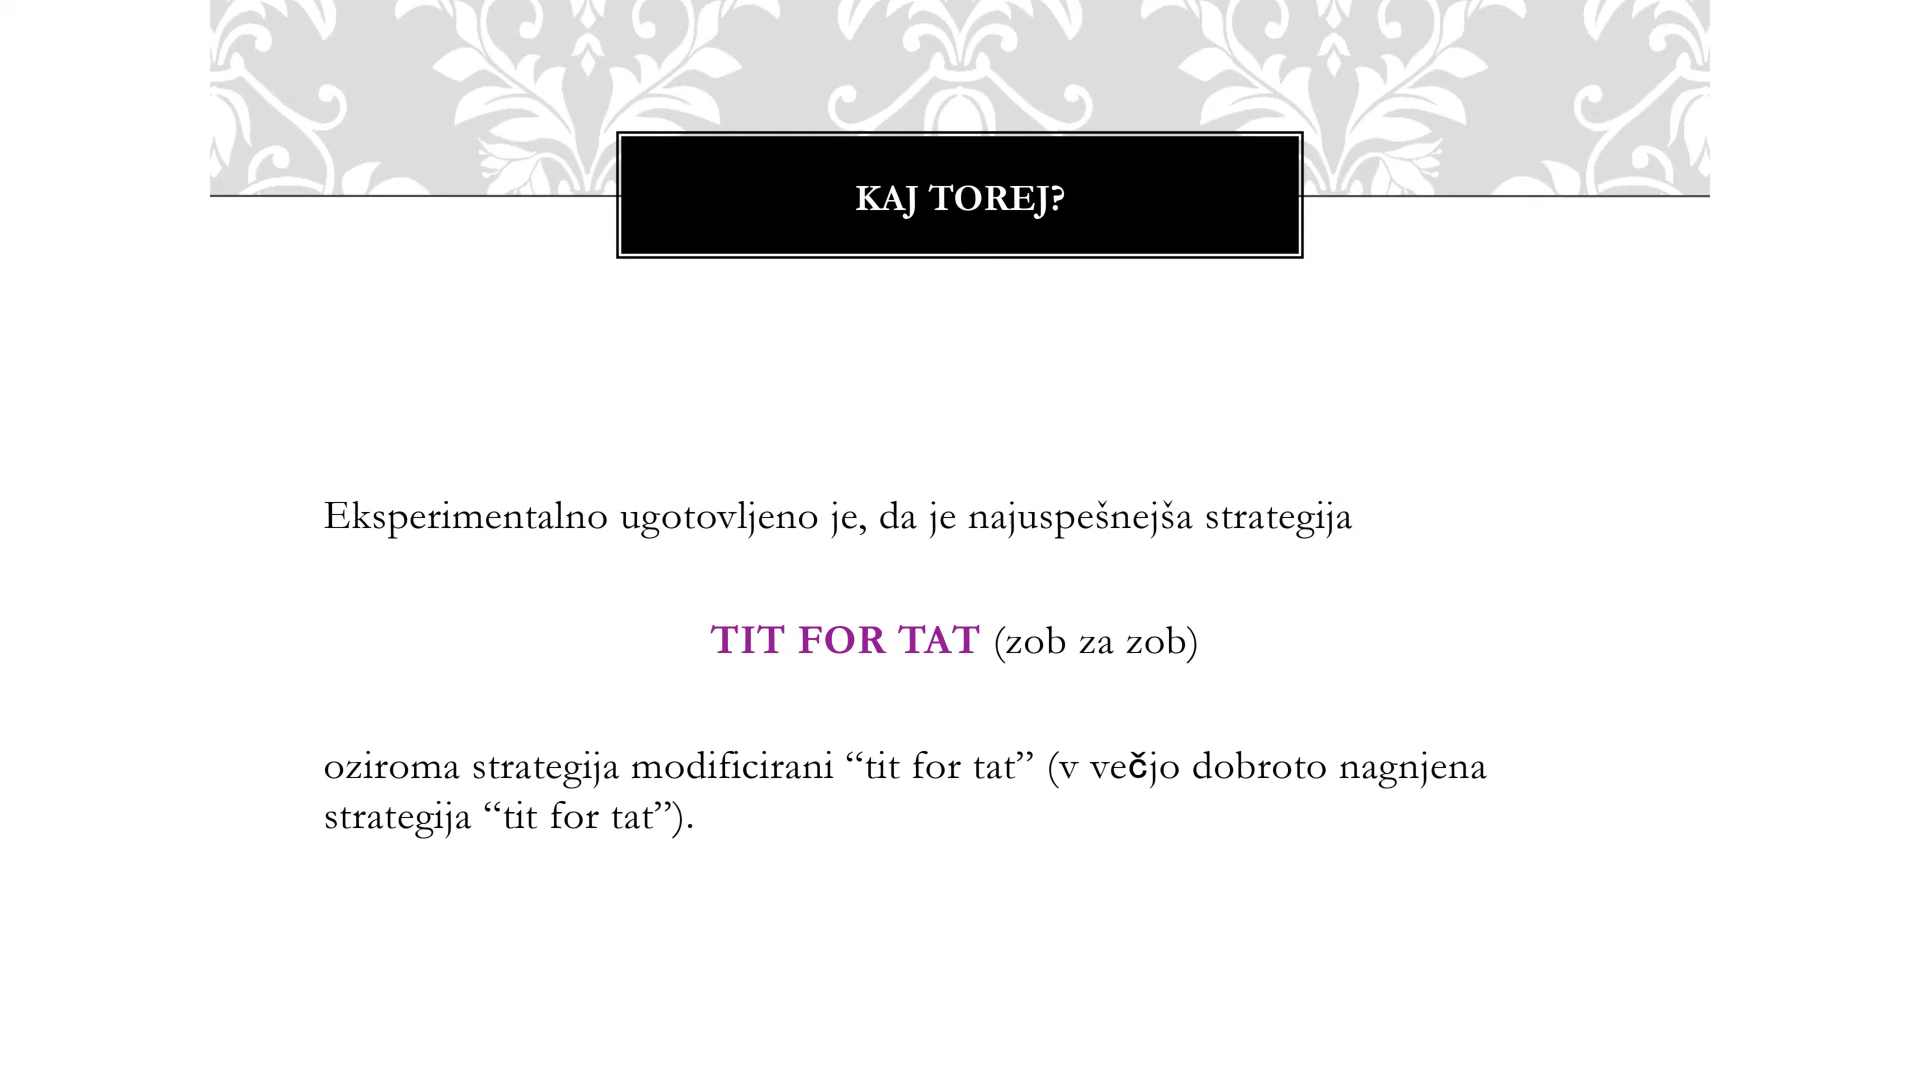 KAJ TOREJ?
Eksperimentalno ugotovljeno je, da je najuspešnejša strategija
TIT FOR TAT (zob za zob)
oziroma strategija modificirani “tit for tat” (v večjo dobroto nagnjena
strategija “tit for tat”).